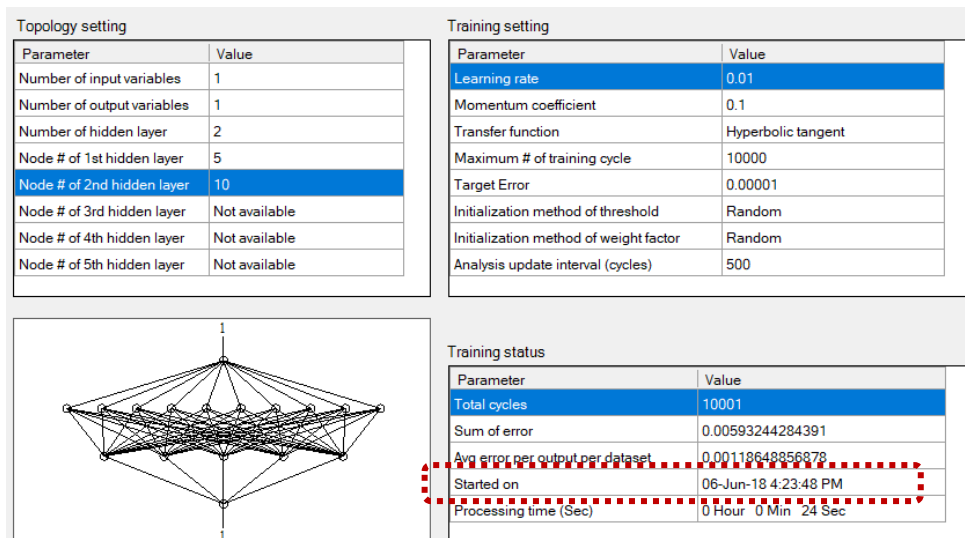 Topology setting
Parameter Value
Number of input variables 1
Number of output variables 1
Number of hidden layer 2
Node # of 1st hidden layer 5
Node # of 2nd hidden layer 10
Node # of 3rd hidden layer Not available
Node # of 4th hidden layer Not available
Node # of 5th hidden layer Not available
Training setting
Parameter Value
Learning rate 0.01
Momentum coefficient 0.1
Transfer function Hyperbolic tangent
Maximum # of training cycle 10000
Target Error 0.00001
Initialization method of threshold Random
Initialization method of weight factor Random
Analysis update interval (cycles) 500
1
1
Training status
Parameter Value
Total cycles 10001
Sum of error 0.00593244284391
Avg error per output per dataset 0.00118648856878
Started on 06-Jun-18 4:23:48 PM
Processing time (Sec) 0 Hour 0 Min 24 Sec